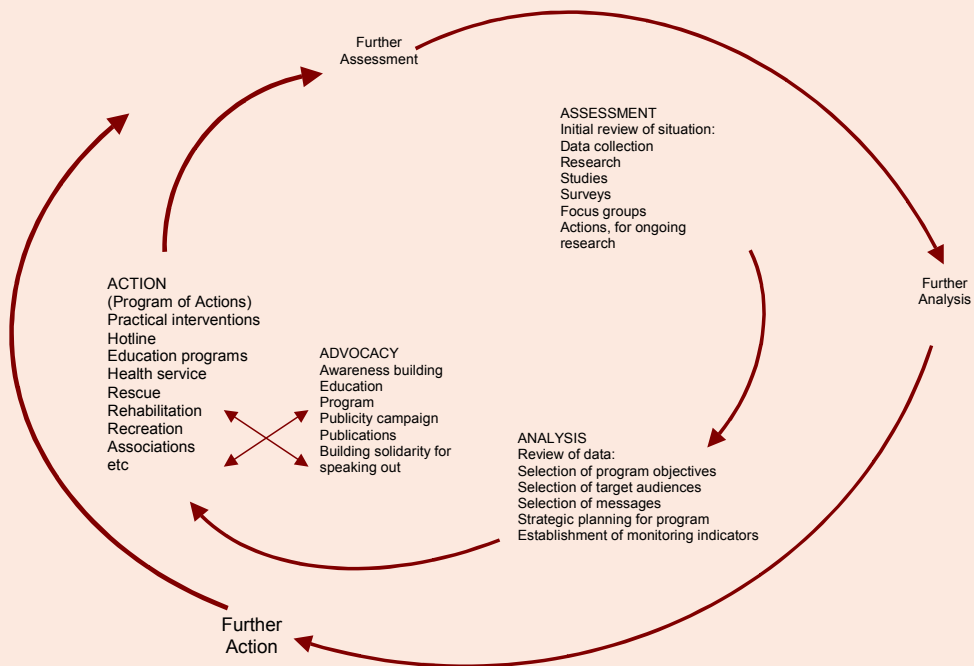 Further
Assessment
ASSESSMENT
Initial review of situation:
Data collection
Research
Studies
Surveys
Focus groups
Actions, for ongoing
research
Further
Analysis
ACTION
(Program of Actions)
Practical interventions
Hotline
Education programs
Health service
Rescue
Rehabilitation
Recreation
Associations
etc
ADVOCACY
Awareness building
Education
Program
Publicity campaign
Publications
Building solidarity for
speaking out
ANALYSIS
Review of data:
Selection of program objectives
Selection of target audiences
Selection of messages
Strategic planning for program
Establishment of monitoring indicators
Further
Action